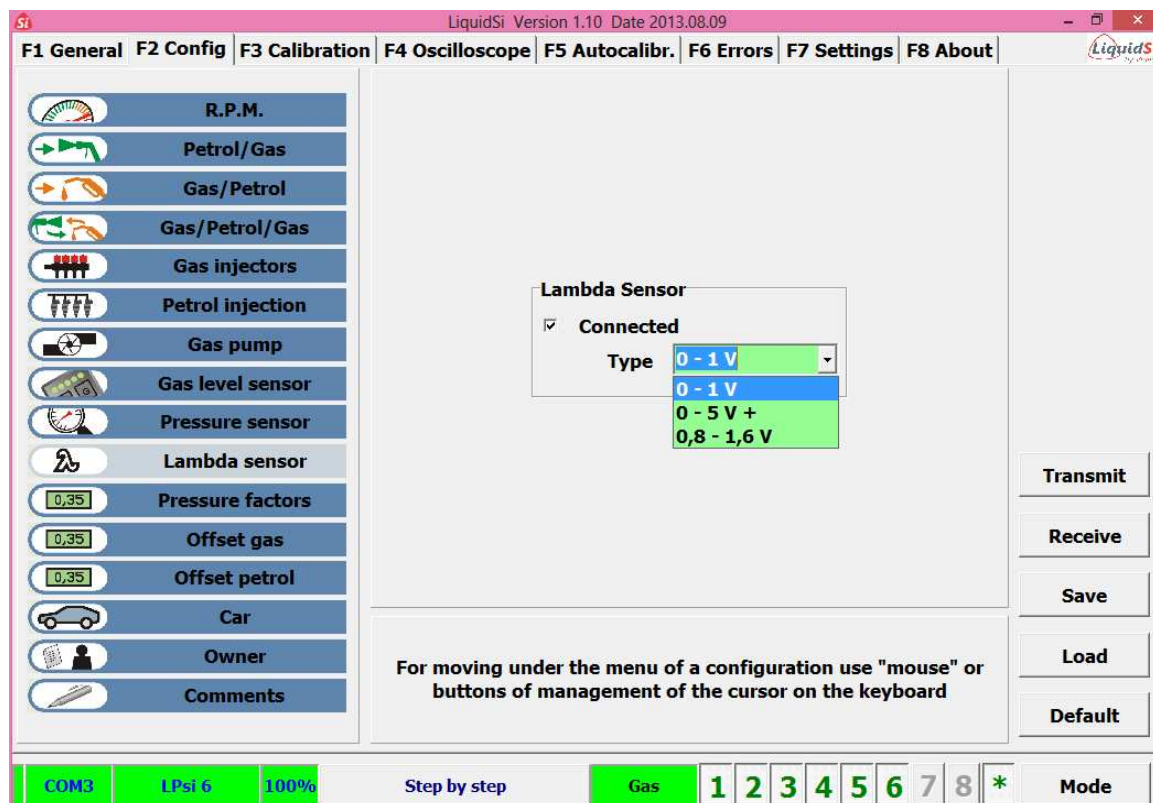 Si
LiquidSi Version 1.10 Date 2013.08.09
F1 General F2 Config F3 Calibration F4 Oscilloscope F5 Autocalibr. F6 Errors F7 Settings F8 About
LiquidS
R.P.M.
Petrol/Gas
Gas/Petrol
Gas/Petrol/Gas
Gas injectors
Petrol injection
Gas pump
Gas level sensor
Pressure sensor
Lambda sensor
0,35 Pressure factors
0,35 Offset gas
0,35 Offset petrol
Car
Owner
Comments
Lambda Sensor
Connected
Type 0 - 1 V
0 - 1 V
0 - 5 V +
0,8 - 1,6 V
For moving under the menu of a configuration use "mouse" or
buttons of management of the cursor on the keyboard
Transmit
Receive
Save
Load
Default
COM3 LPsi 6 100% Step by step Gas 1 2 3 4 5 6 7 8 * Mode